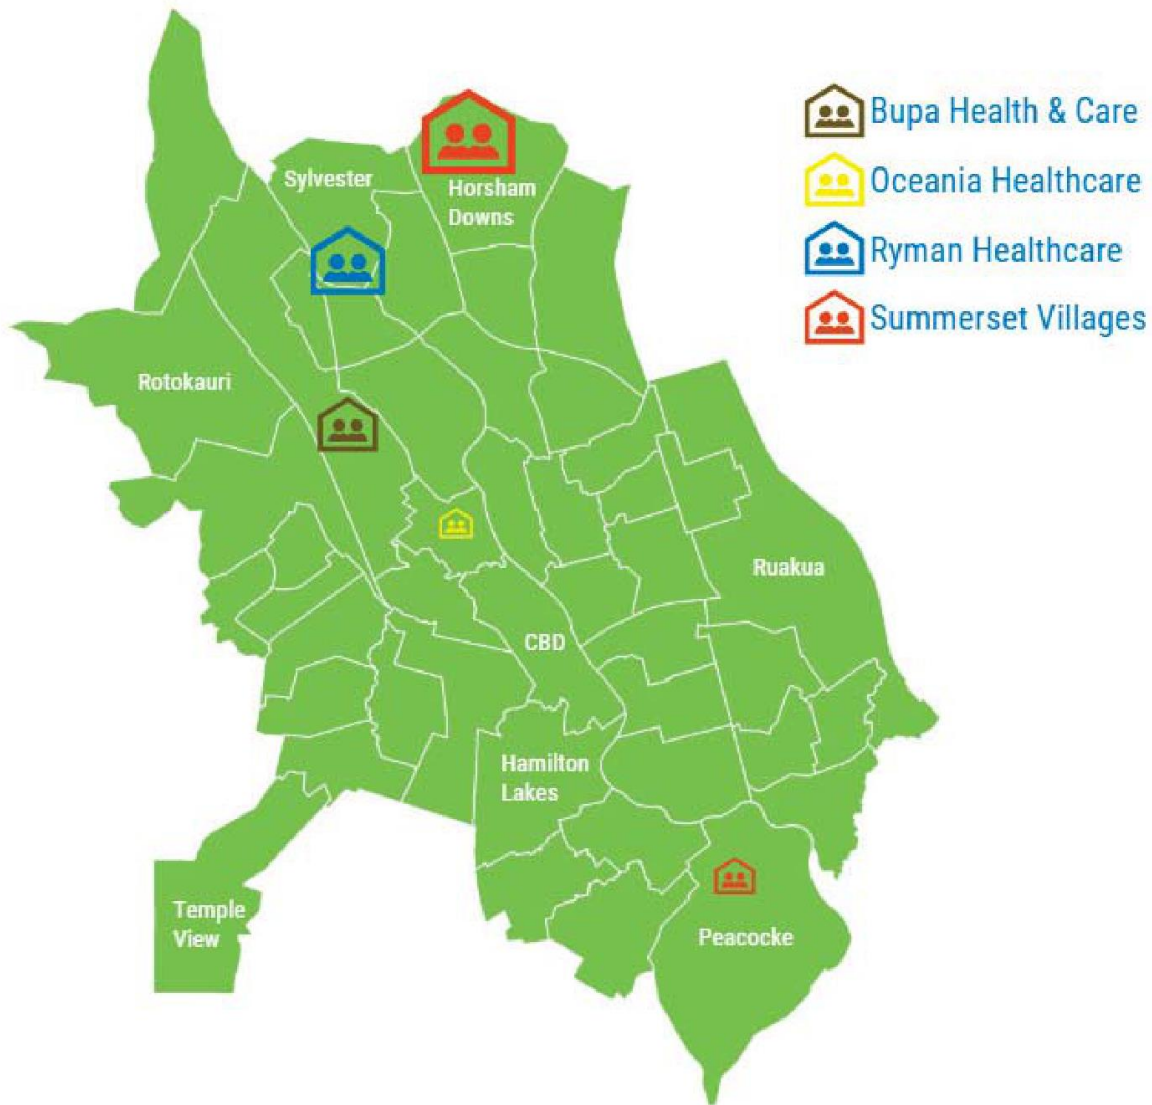 Bupa Health & Care
Oceania Healthcare
Ryman Healthcare
Summerset Villages
Sylvester
Horsham
Downs
Rotokauri
Ruakua
CBD
Hamilton
Lakes
Temple
View
Peacocke